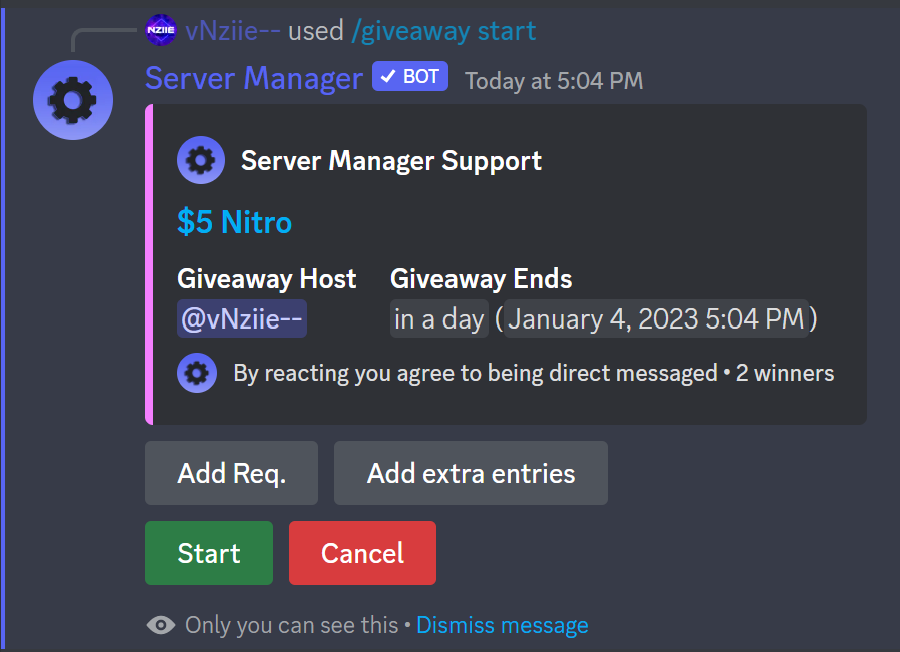 NZIIE vNziie-- used /giveaway start
Server Manager ✓ BOT Today at 5:04 PM
Server Manager Support
$5 Nitro
Giveaway Host Giveaway Ends
@vNziie-- in a day (January 4, 2023 5:04 PM)
By reacting you agree to being direct messaged • 2 winners
Add Req. Add extra entries
Start Cancel
Only you can see this • Dismiss message